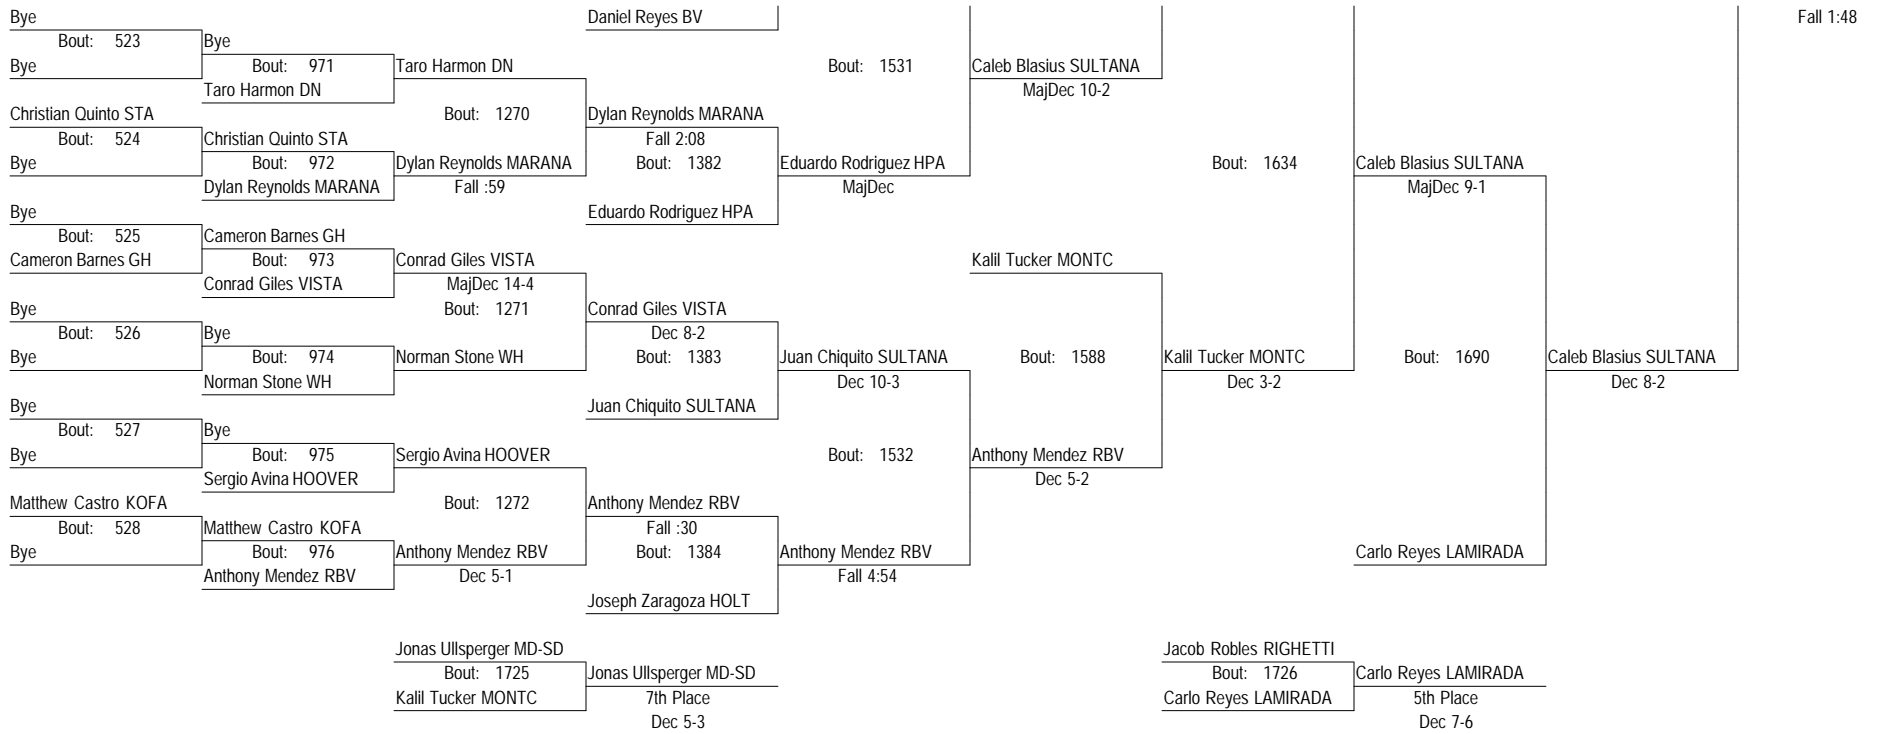 Bye
Daniel Reyes BV
Fall 1:48
Bout: 523
Bye
Bye
Bout: 971
Taro Harmon DN
Bout: 1531
Caleb Blasius SULTANA
Taro Harmon DN
MajDec 10-2
Christian Quinto STA
Bout: 1270
Dylan Reynolds MARANA
Bout: 524
Christian Quinto STA
Fall 2:08
Bye
Bout: 972
Dylan Reynolds MARANA
Bout: 1382
Eduardo Rodriguez HPA
Bout: 1634
Caleb Blasius SULTANA
Dylan Reynolds MARANA
Fall :59
MajDec
MajDec 9-1
Bye
Eduardo Rodriguez HPA
Bout: 525
Cameron Barnes GH
Cameron Barnes GH
Bout: 973
Conrad Giles VISTA
Kalil Tucker MONTC
Conrad Giles VISTA
MajDec 14-4
Bye
Bout: 1271
Conrad Giles VISTA
Bout: 526
Bye
Dec 8-2
Bye
Bout: 974
Norman Stone WH
Bout: 1383
Juan Chiquito SULTANA
Bout: 1588
Kalil Tucker MONTC
Bout: 1690
Caleb Blasius SULTANA
Norman Stone WH
Dec 10-3
Dec 3-2
Dec 8-2
Bye
Juan Chiquito SULTANA
Bout: 527
Bye
Bye
Bout: 975
Sergio Avina HOOVER
Bout: 1532
Anthony Mendez RBV
Sergio Avina HOOVER
Dec 5-2
Matthew Castro KOFA
Bout: 1272
Anthony Mendez RBV
Bout: 528
Matthew Castro KOFA
Fall :30
Bye
Bout: 976
Anthony Mendez RBV
Bout: 1384
Anthony Mendez RBV
Carlo Reyes LAMIRADA
Anthony Mendez RBV
Dec 5-1
Fall 4:54
Joseph Zaragoza HOLT
Jonas Ullsperger MD-SD
Jacob Robles RIGHETTI
Bout: 1725
Jonas Ullsperger MD-SD
Bout: 1726
Carlo Reyes LAMIRADA
Kalil Tucker MONTC
7th Place
Carlo Reyes LAMIRADA
5th Place
Dec 5-3
Dec 7-6